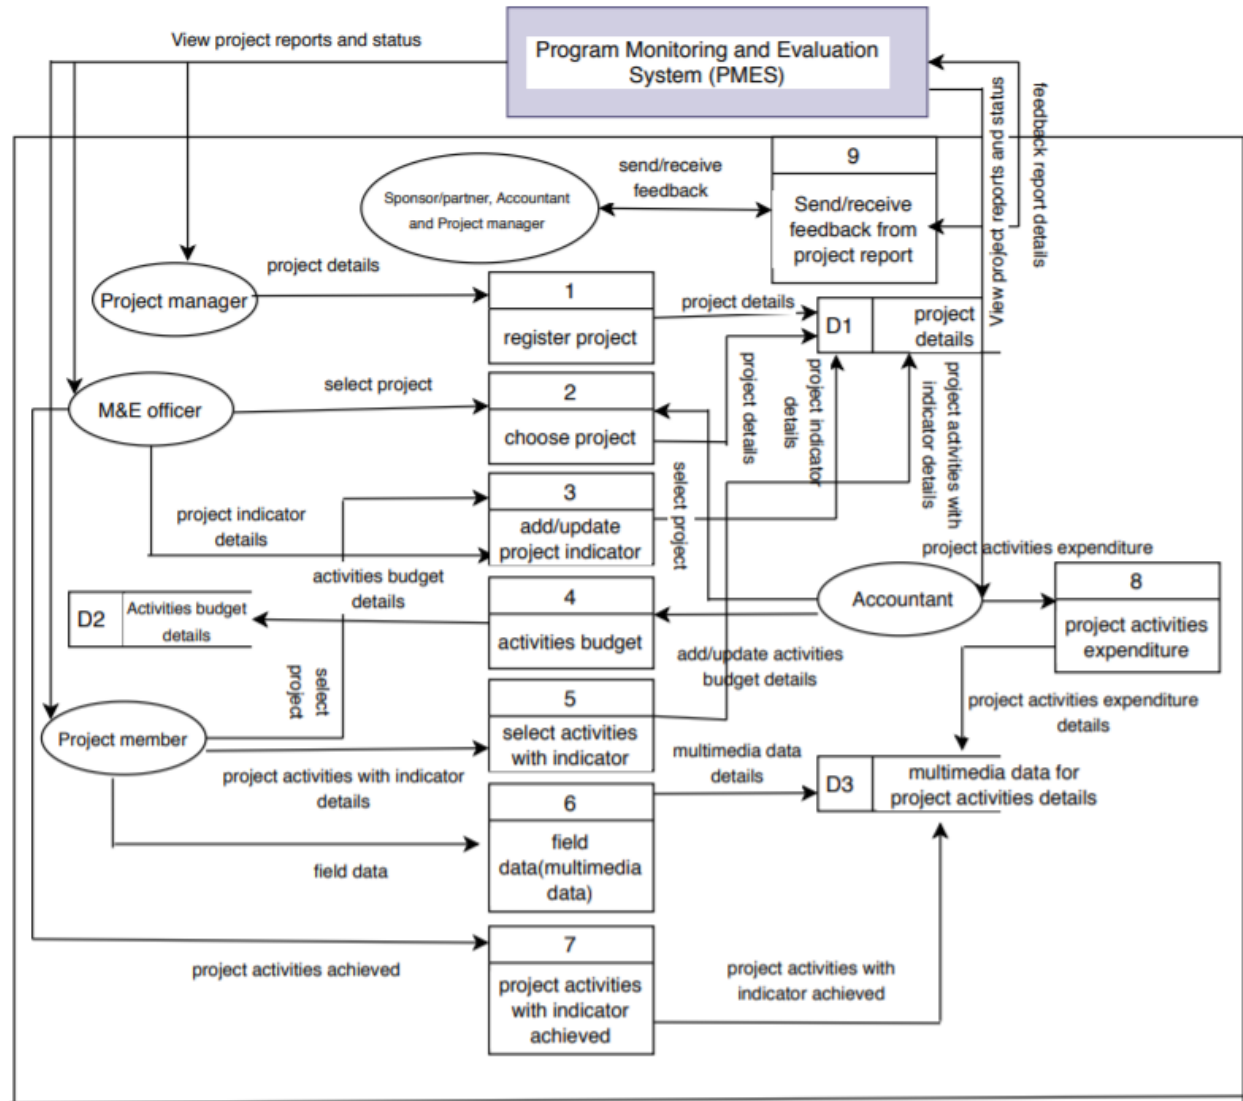 View project reports and status
Program Monitoring and Evaluation
System (PMES)
View project reports and status
feedback report details
9
Send/receive
feedback from
project report
send/receive
feedback
Sponsor/partner, Accountant
and Project manager
Project manager
project details
1
register project
project details
D1
project
details
M&E officer
select project
2
choose project
project details
project indicator
details
project activities with
indicator details
project indicator
details
3
add/update
project indicator
select project
activities budget
details
D2
Activities budget
details
4
activities budget
add/update activities
budget details
Accountant
project activities expenditure
8
project activities
expenditure
project activities expenditure
details
select
project
Project member
5
select activities
with indicator
project activities with indicator
details
multimedia data
details
D3
multimedia data for
project activities details
6
field
data(multimedia
data)
field data
7
project activities
with indicator
achieved
project activities achieved
project activities with
indicator achieved